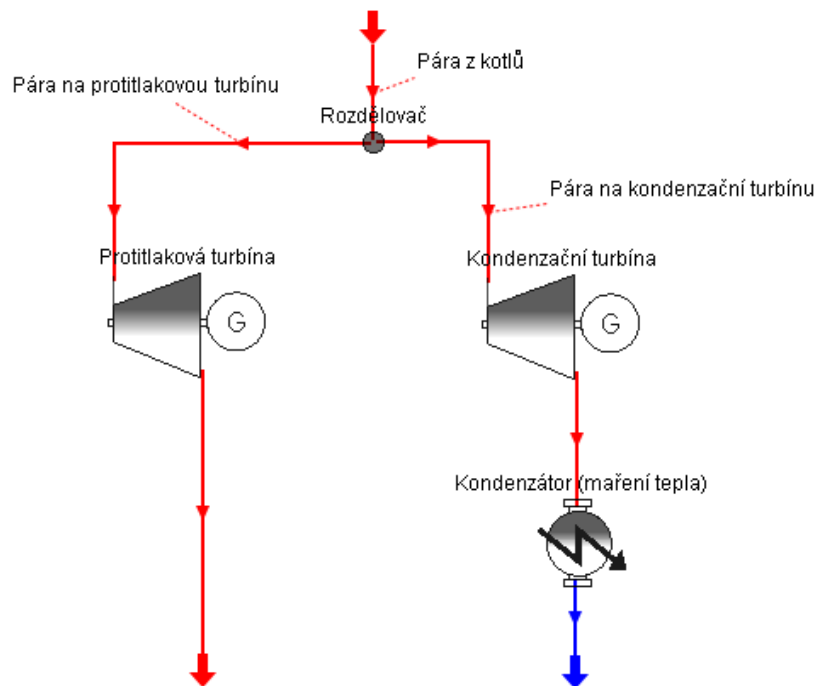 Pára z kotlů
Pára na protitlakovou turbínu
Rozdělovač
Pára na kondenzační turbínu
Protitlaková turbína
Kondenzační turbína
G
G
Kondenzátor (maření tepla)